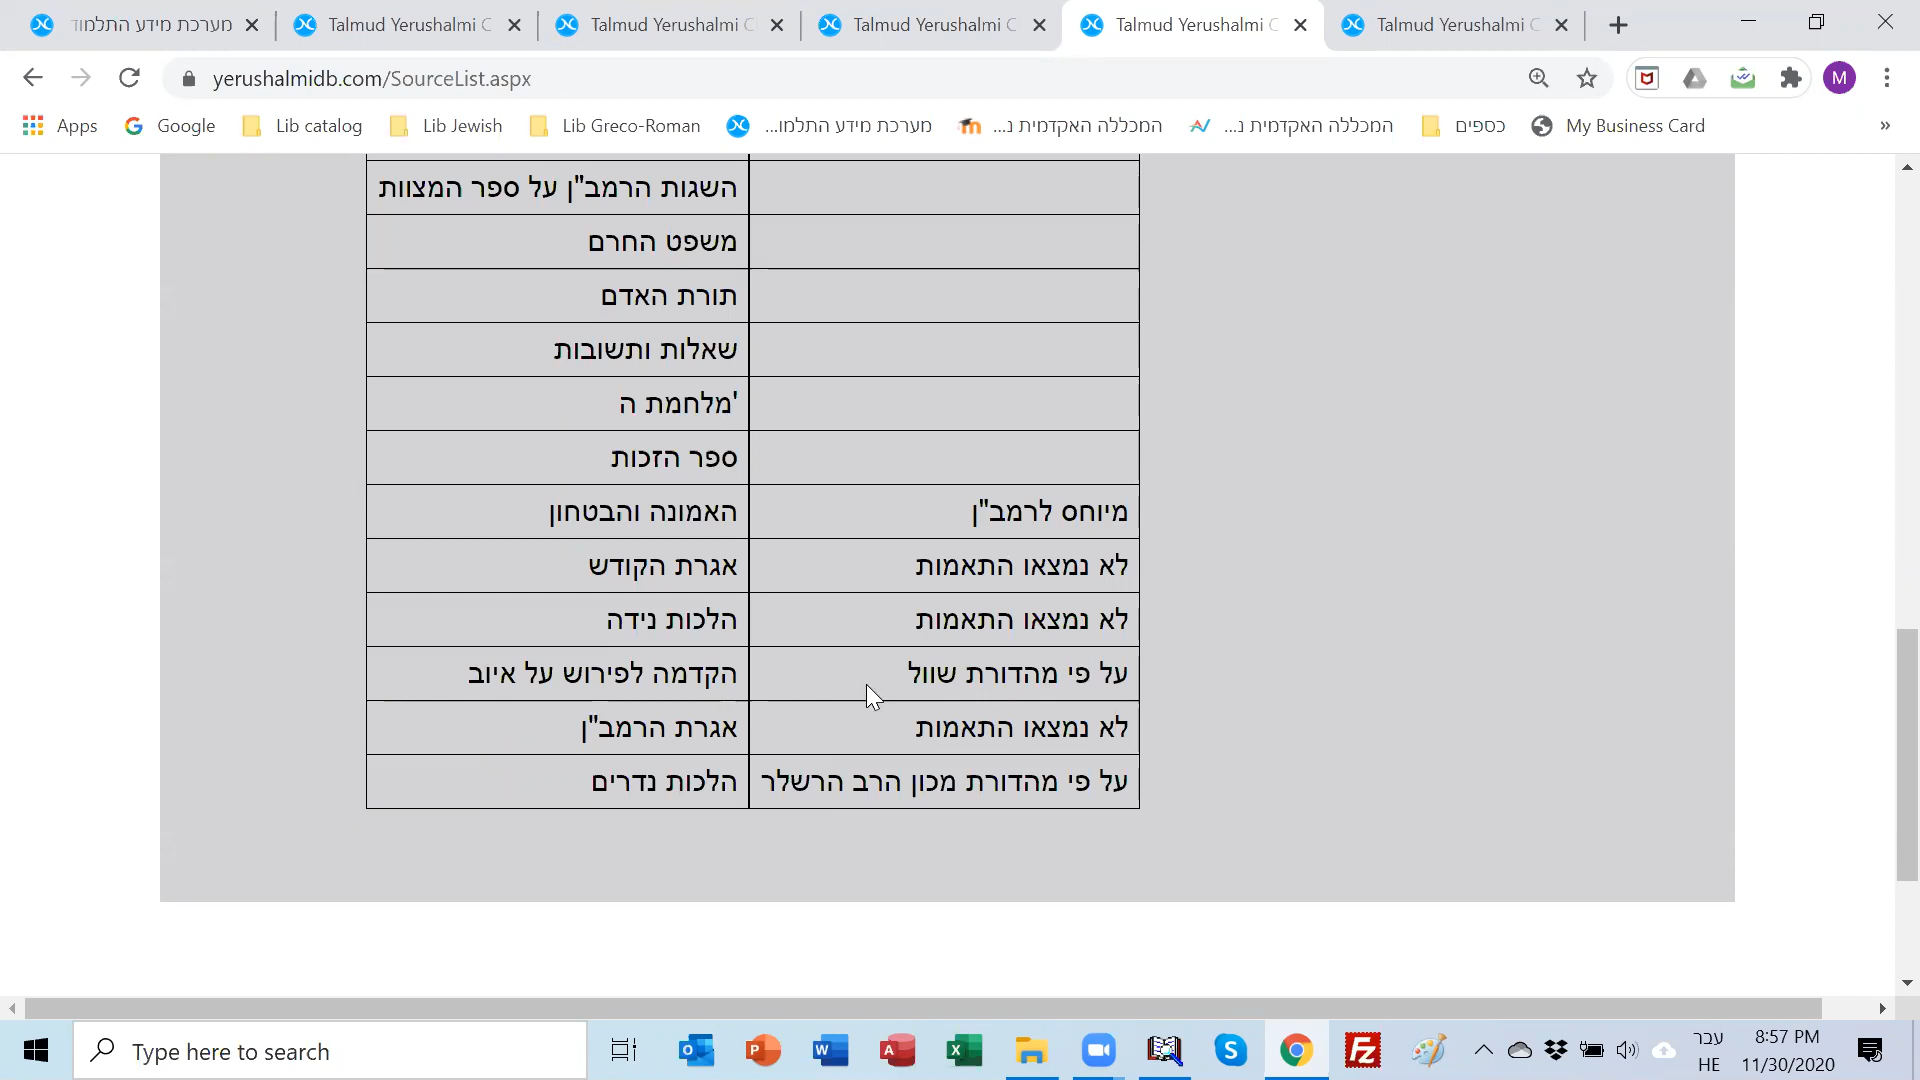 מערכת מידע התלמוד
Talmud Yerushalmi C
Talmud Yerushalmi C
Talmud Yerushalmi C
Talmud Yerushalmi C
Talmud Yerushalmi C
yerushalmidb.com/SourceList.aspx
M
Apps
Google
Lib catalog
Lib Jewish
Lib Greco-Roman
מערכת מידע התלמו...
המכללה האקדמית נ...
המכללה האקדמית נ...
כספים
My Business Card
»
השגות הרמב"ן על ספר המצוות
משפט החרם
תורת האדם
שאלות ותשובות
'מלחמת ה
ספר הזכות
האמונה והבטחון
מיוחס לרמב"ן
אגרת הקודש
לא נמצאו התאמות
הלכות נידה
לא נמצאו התאמות
הקדמה לפירוש על איוב
על פי מהדורת שוול
אגרת הרמב"ן
לא נמצאו התאמות
הלכות נדרים
על פי מהדורת מכון הרב הרשלר
Type here to search
עבר
HE
8:57 PM
11/30/2020